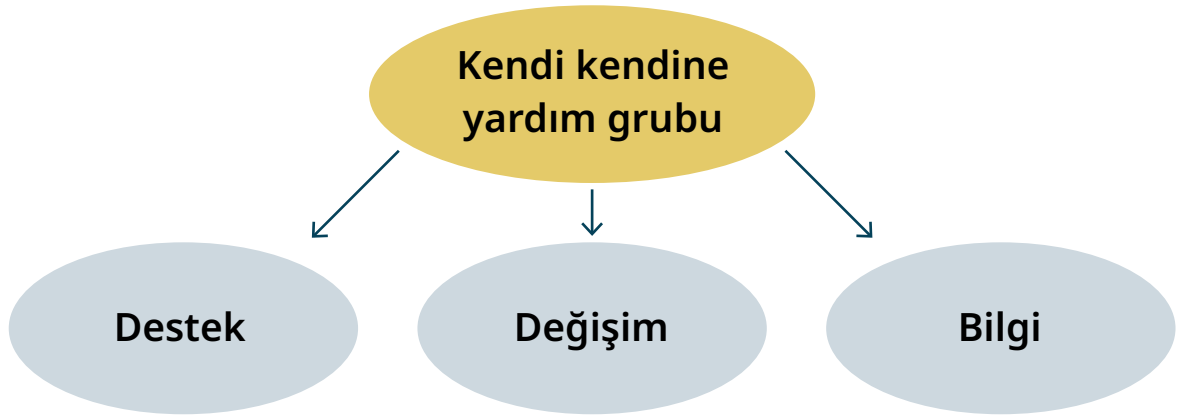 Kendi kendine
yardım grubu
Destek
Değişim
Bilgi